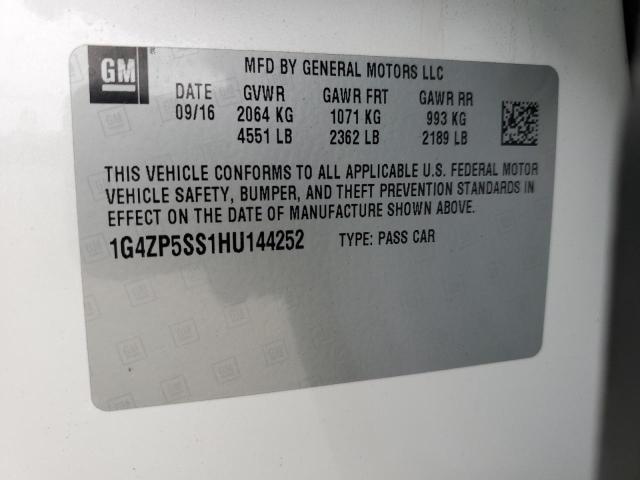 GM
MFD BY GENERAL MOTORS LLC
DATE GVWR GAWR FRT GAWR RR
09/16 2064 KG 1071 KG 993 KG
4551 LB 2362 LB 2189 LB
THIS VEHICLE CONFORMS TO ALL APPLICABLE U.S. FEDERAL MOTOR
VEHICLE SAFETY, BUMPER, AND THEFT PREVENTION STANDARDS IN
EFFECT ON THE DATE OF MANUFACTURE SHOWN ABOVE.
1G4ZP5SS1HU144252 TYPE: PASS CAR